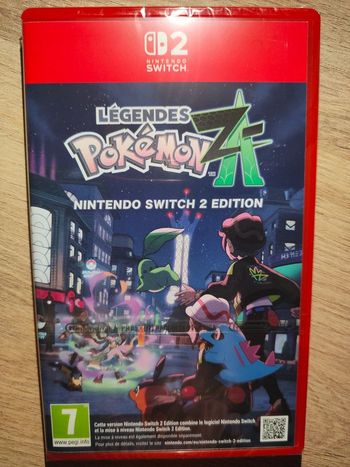 2
NINTENDO
SWITCH
LÉGENDES
Pokémon ZA
TM
NINTENDO SWITCH 2 EDITION
Cette version Nintendo Switch 2 Edition combine le logiciel Nintendo Switch
et la mise à niveau Nintendo Switch 2 Edition.
La mise à niveau est également disponible séparément.
7
www.pegi.info